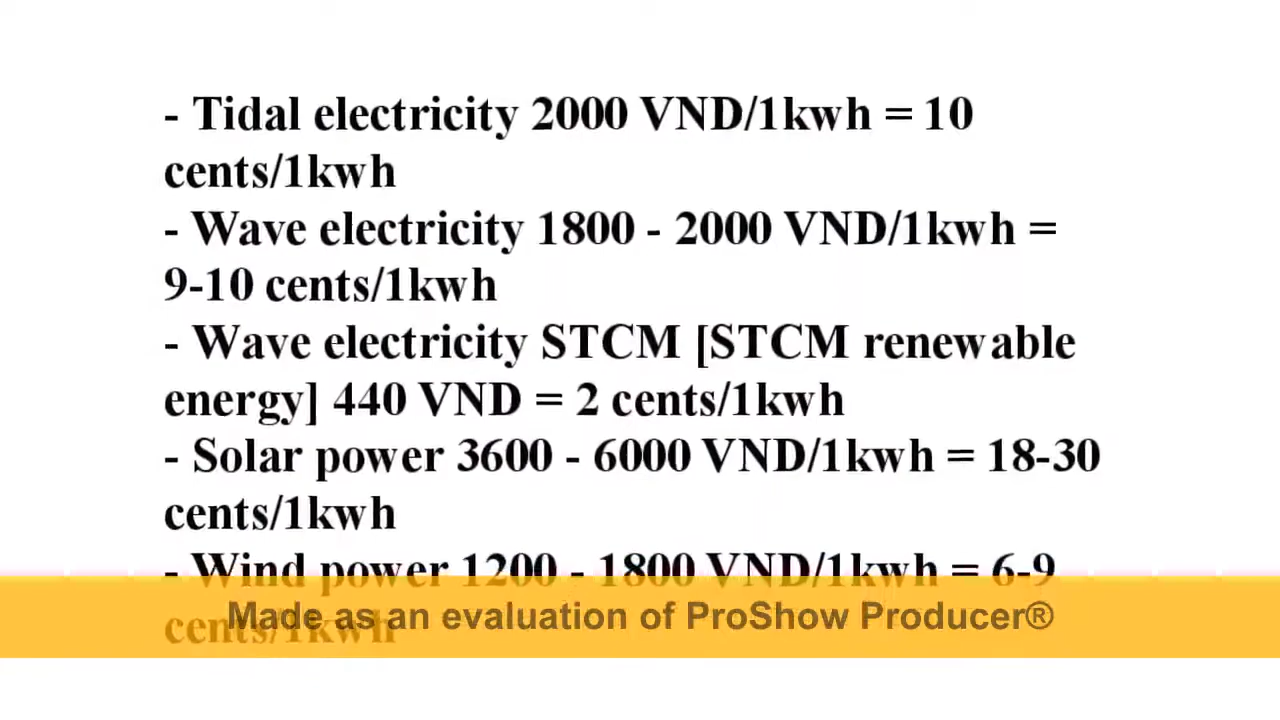 - Tidal electricity 2000 VND/1kwh = 10
cents/1kwh
- Wave electricity 1800 - 2000 VND/1kwh =
9-10 cents/1kwh
- Wave electricity STCM [STCM renewable
energy] 440 VND = 2 cents/1kwh
- Solar power 3600 - 6000 VND/1kwh = 18-30
cents/1kwh
- Wind power 1200 - 1800 VND/1kwh = 6-9
cents/1kwh
Made as an evaluation of ProShow Producer®